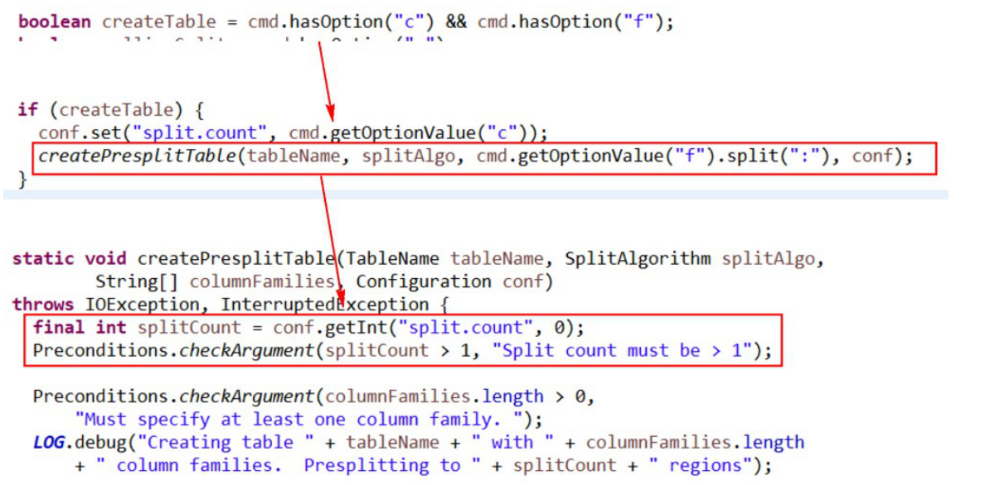 boolean createTable = cmd.hasOption("c") && cmd.hasOption("f");
if (createTable) {
conf.set("split.count", cmd.getOptionValue("c"));
createPresplitTable(tableName, splitAlgo, cmd.getOptionValue("f").split(":"), conf);
}
static void createPresplitTable(TableName tableName, SplitAlgorithm splitAlgo,
String[] columnFamilies, Configuration conf)
throws IOException, InterruptedException {
final int splitCount = conf.getInt("split.count", 0);
Preconditions.checkArgument(splitCount > 1, "Split count must be > 1");
Preconditions.checkArgument(columnFamilies.length > 0,
"Must specify at least one column family. ");
LOG.debug("Creating table " + tableName + " with " + columnFamilies.length
+ " column families.  Presplitting to " + splitCount + " regions");